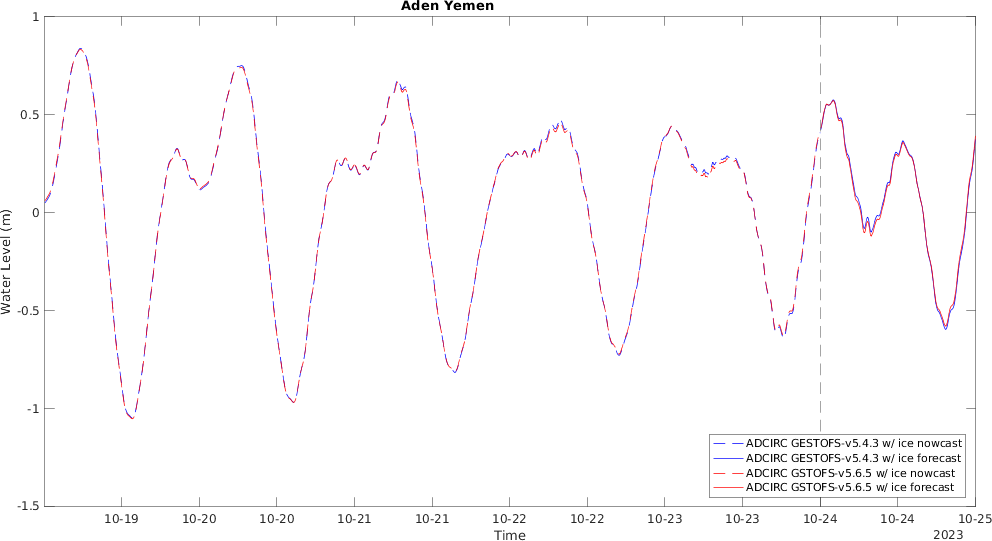 Aden Yemen
1
0.5
0
-0.5
-1
-1.5
Water Level (m)
10-19
10-20
10-20
10-21
10-21
10-22
10-22
10-23
10-23
10-24
10-24
10-25
2023
Time
ADCIRC GESTOFS-v5.4.3 w/ ice nowcast
ADCIRC GESTOFS-v5.4.3 w/ ice forecast
ADCIRC GSTOFS-v5.6.5 w/ ice nowcast
ADCIRC GSTOFS-v5.6.5 w/ ice forecast